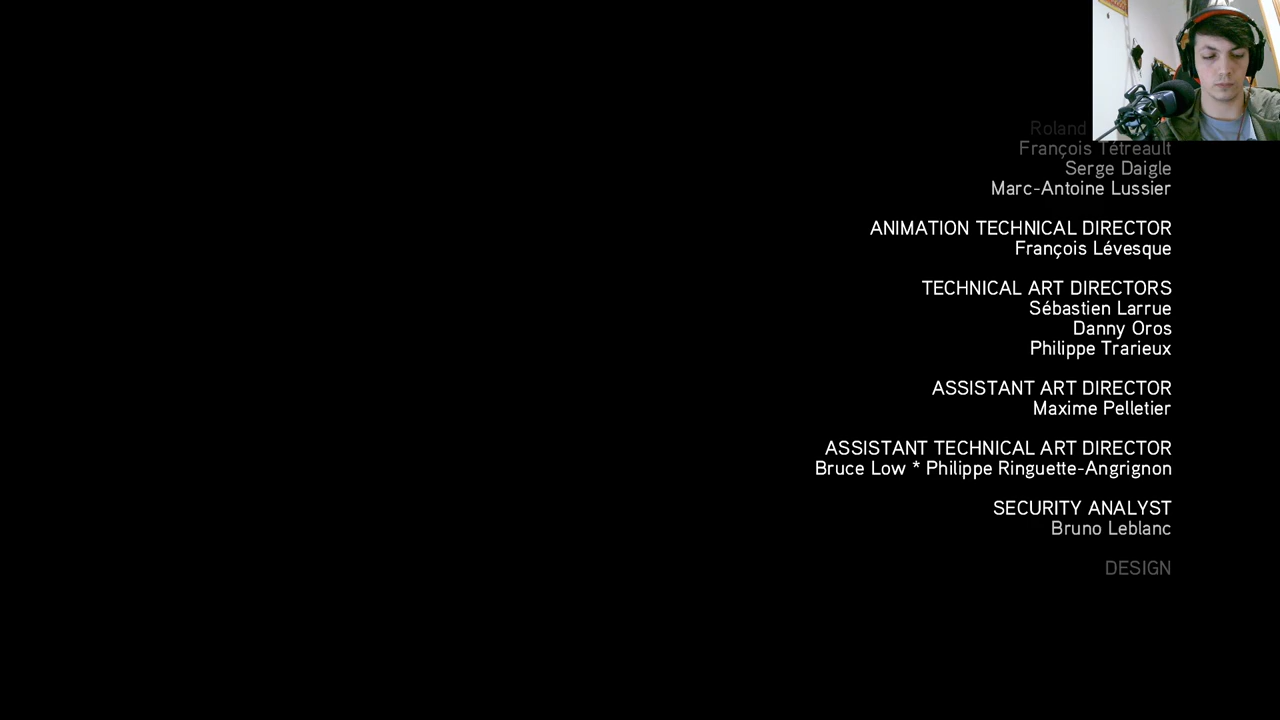 Roland
François Tétreault
Serge Daigle
Marc-Antoine Lussier
ANIMATION TECHNICAL DIRECTOR
François Lévesque
TECHNICAL ART DIRECTORS
Sébastien Larrue
Danny Oros
Philippe Trarieux
ASSISTANT ART DIRECTOR
Maxime Pelletier
ASSISTANT TECHNICAL ART DIRECTOR
Bruce Low * Philippe Ringuette-Angrignon
SECURITY ANALYST
Bruno Leblanc
DESIGN